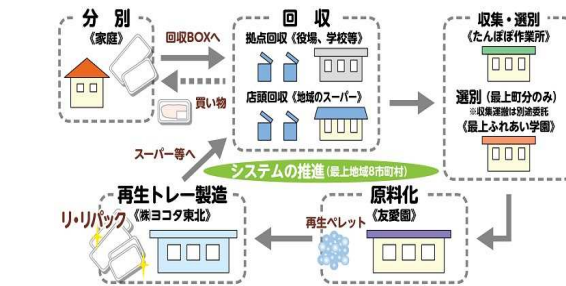 分別
《家庭》
回収BOXへ
買い物
回収
拠点回収《役場、学校等》
店頭回収《地域のスーパー》
収集・選別
《たんぽぽ作業所》
選別(最上町分のみ)
※収集運搬は別途委託
《最上ふれあい学園》
スーパー等へ
システムの推進(最上地域8市町村)
再生トレー製造
《㈱ヨコタ東北》
リ・リパック
原料化
《友愛園》
再生ペレット